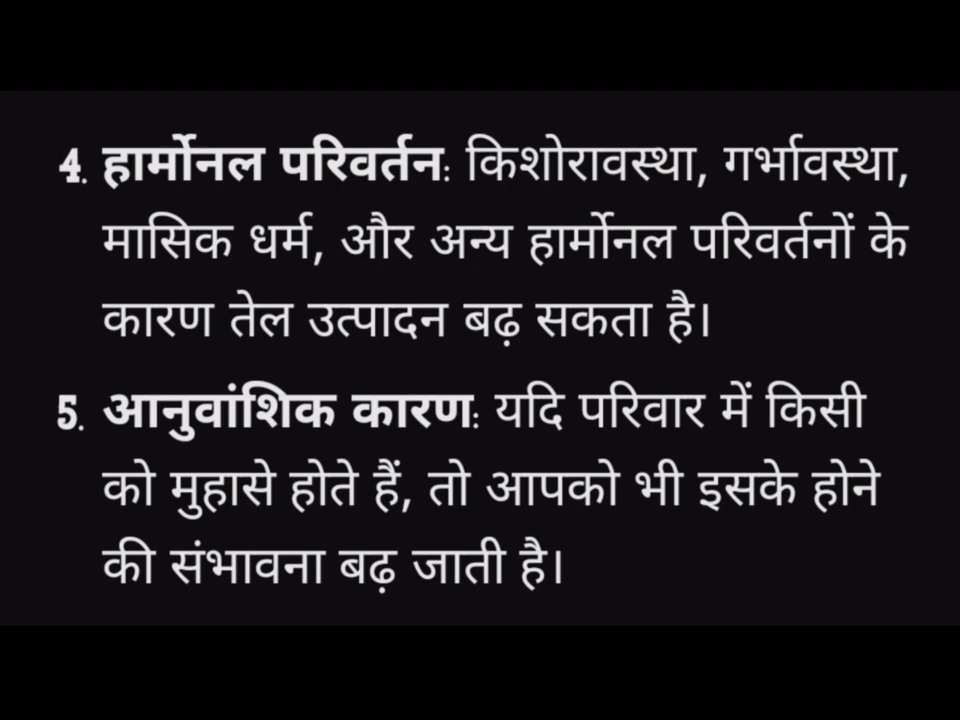 4. हार्मोनल परिवर्तन: किशोरावस्था, गर्भावस्था,
मासिक धर्म, और अन्य हार्मोनल परिवर्तनों के
कारण तेल उत्पादन बढ़ सकता है।
5. आनुवांशिक कारण: यदि परिवार में किसी
को मुहासे होते हैं, तो आपको भी इसके होने
की संभावना बढ़ जाती है।